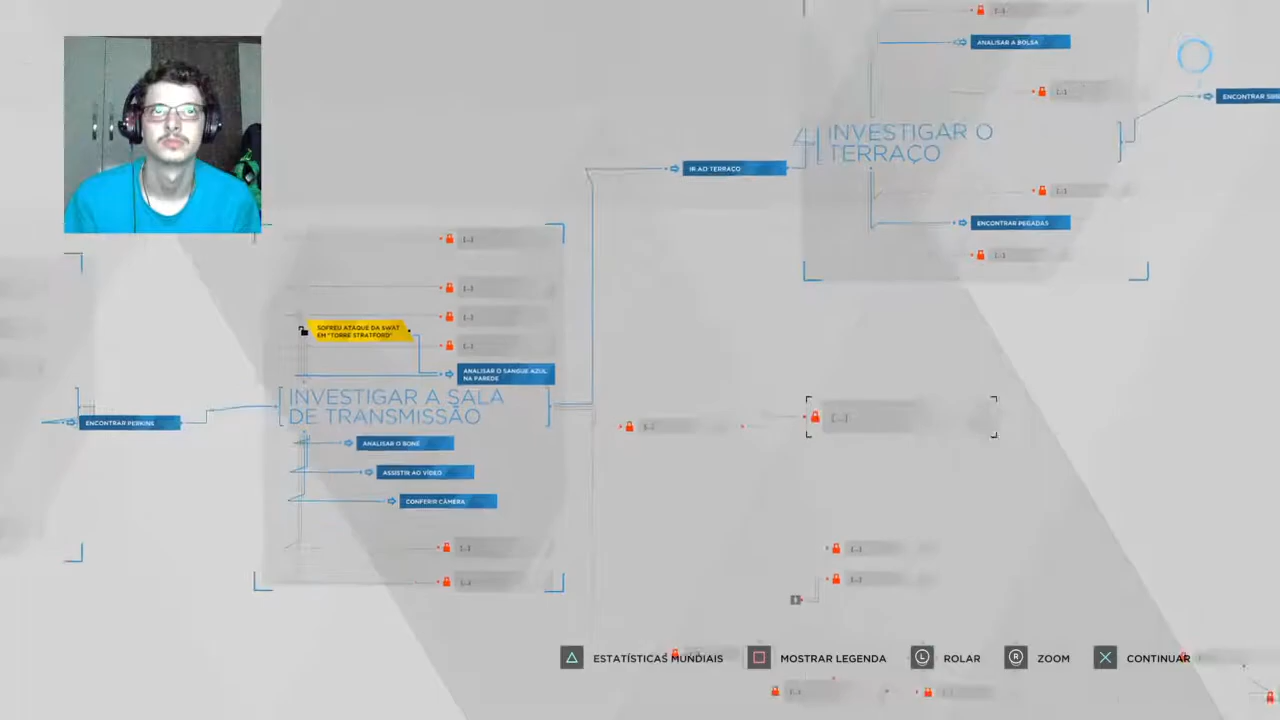 [...]
ANALISAR A BOLSA
[...]
ENCONTRAR
INVESTIGAR O
TERRAÇO
IR AO TERRAÇO
[...]
ENCONTRAR PEGADAS
[...]
[...]
[...]
[...]
SOFREU ATAQUE DA SWAT
EM "TORRE STRATFORD"
[...]
ANALISAR O SANGUE AZUL
NA PAREDE
INVESTIGAR A SALA
DE TRANSMISSÃO
ENCONTRAR PERKINS
[...]
[...]
ANALISAR O BONÉ
ASSISTIR AO VÍDEO
CONFERIR CÂMERA
[...]
[...]
[...]
[...]
ESTATÍSTICAS MUNDIAIS
MOSTRAR LEGENDA
L
ROLAR
R
ZOOM
CONTINUAR
[...]
[...]